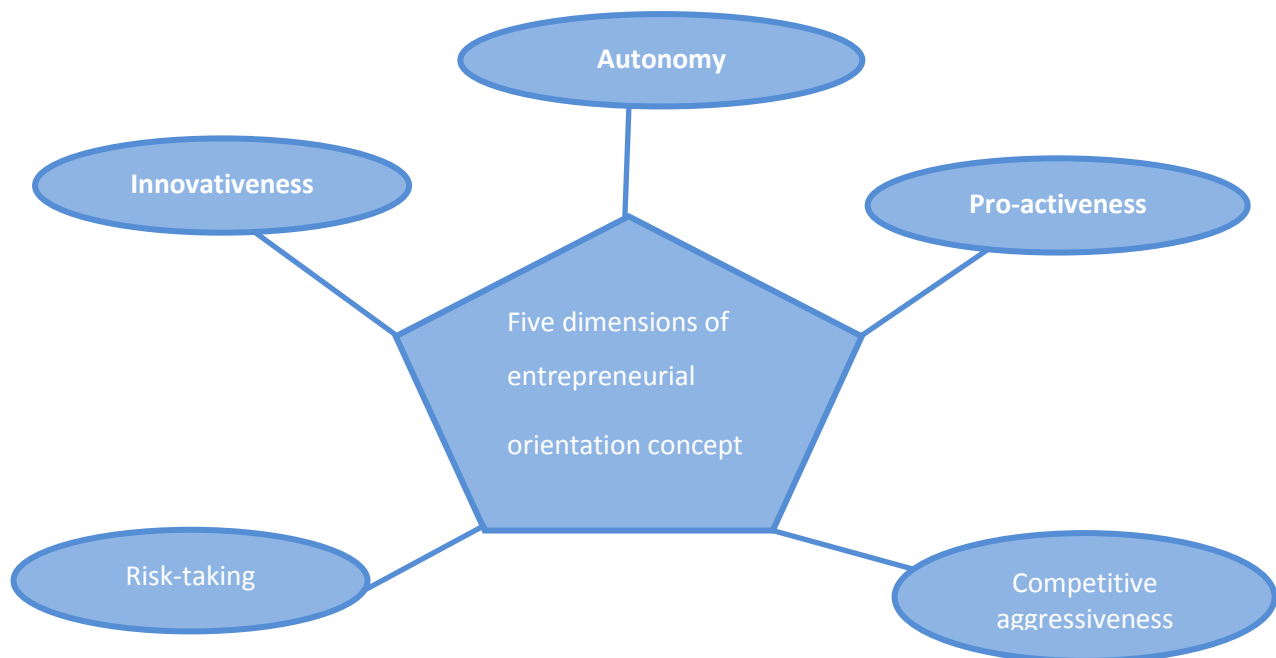 Autonomy
Innovativeness
Pro-activeness
Five dimensions of
entrepreneurial
orientation concept
Risk-taking
Competitive
aggressiveness